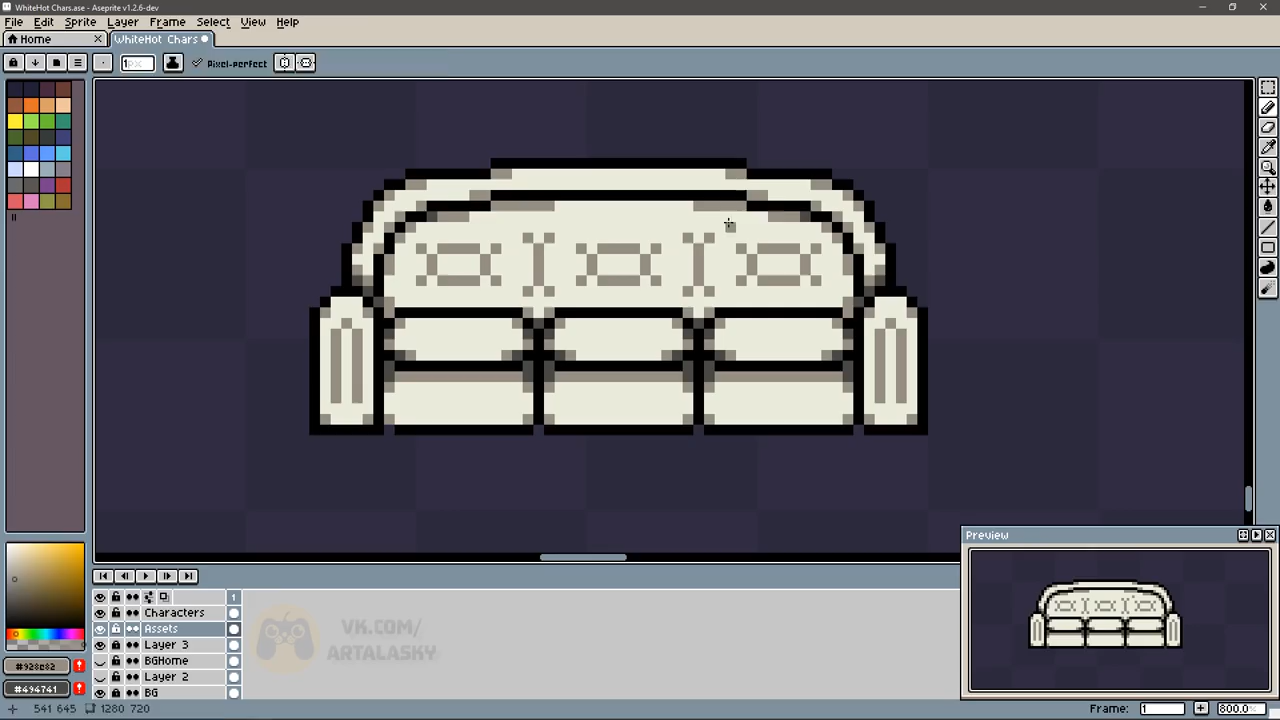 WhiteHot Chars.ase - Aseprite v1.2.6-dev
File Edit Sprite Layer Frame Select View Help
Home
WhiteHot Chars
1px
Pixel-perfect
Preview
1
Characters
Assets
Layer 3
BGHome
Layer 2
BG
VK.COM/
ARTALASKY
#928e82
#494741
541 645 1280 720
Frame: 1 800.0